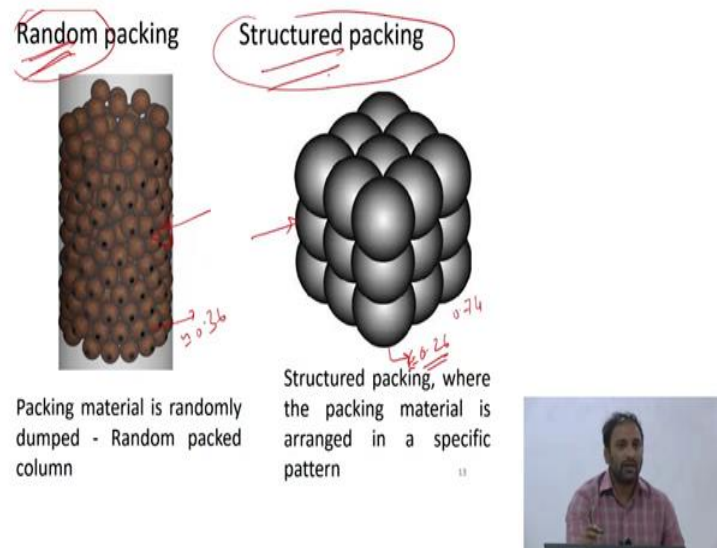 Random packing
Structured packing
≈0.36
0.74
≈0.26
Packing material is randomly
dumped - Random packed
column
Structured packing, where
the packing material is
arranged in a specific
pattern
13